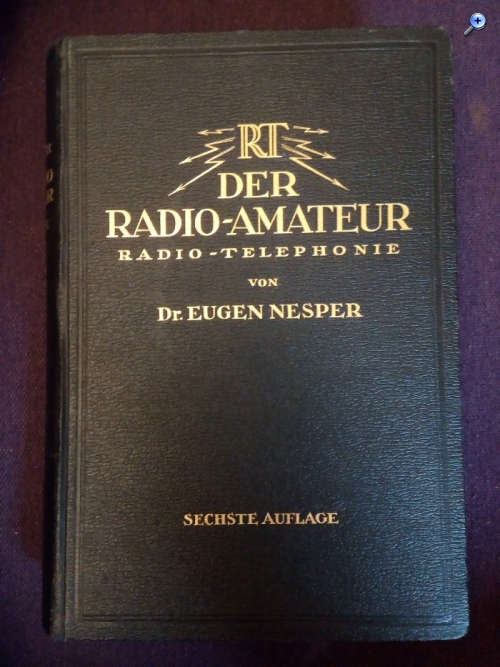 RT
DER
RADIO-AMATEUR
RADIO-TELEPHONIE
VON
Dr. EUGEN NESPER
SECHSTE AUFLAGE